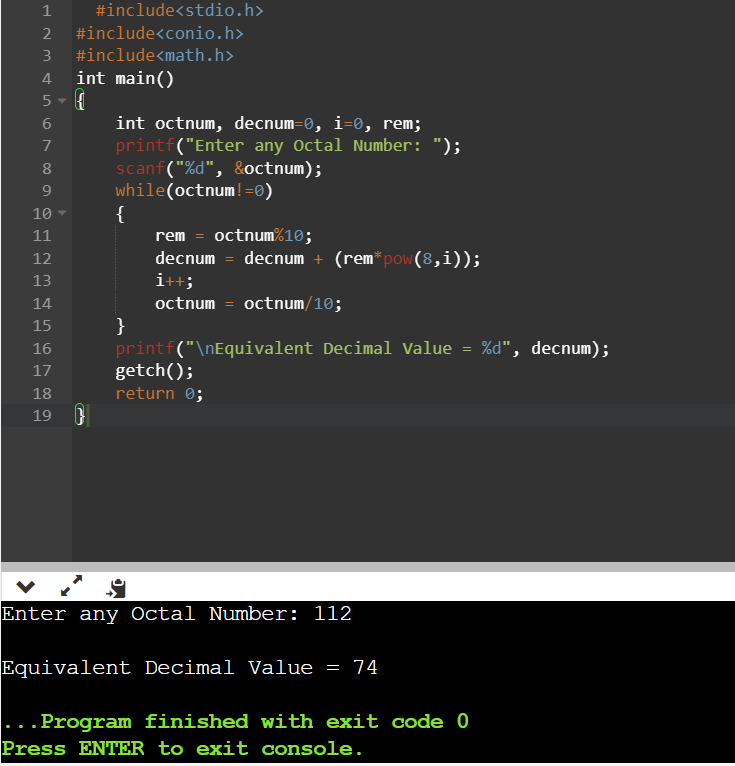 1 #include<stdio.h>
2 #include<conio.h>
3 #include<math.h>
4 int main()
5 {
6 int octnum, decnum=0, i=0, rem;
7 printf("Enter any Octal Number: ");
8 scanf("%d", &octnum);
9 while(octnum!=0)
10 {
11 rem = octnum%10;
12 decnum = decnum + (rem*pow(8,i));
13 i++;
14 octnum = octnum/10;
15 }
16 printf("\nEquivalent Decimal Value = %d", decnum);
17 getch();
18 return 0;
19 }
Enter any Octal Number: 112
Equivalent Decimal Value = 74
...Program finished with exit code 0
Press ENTER to exit console.